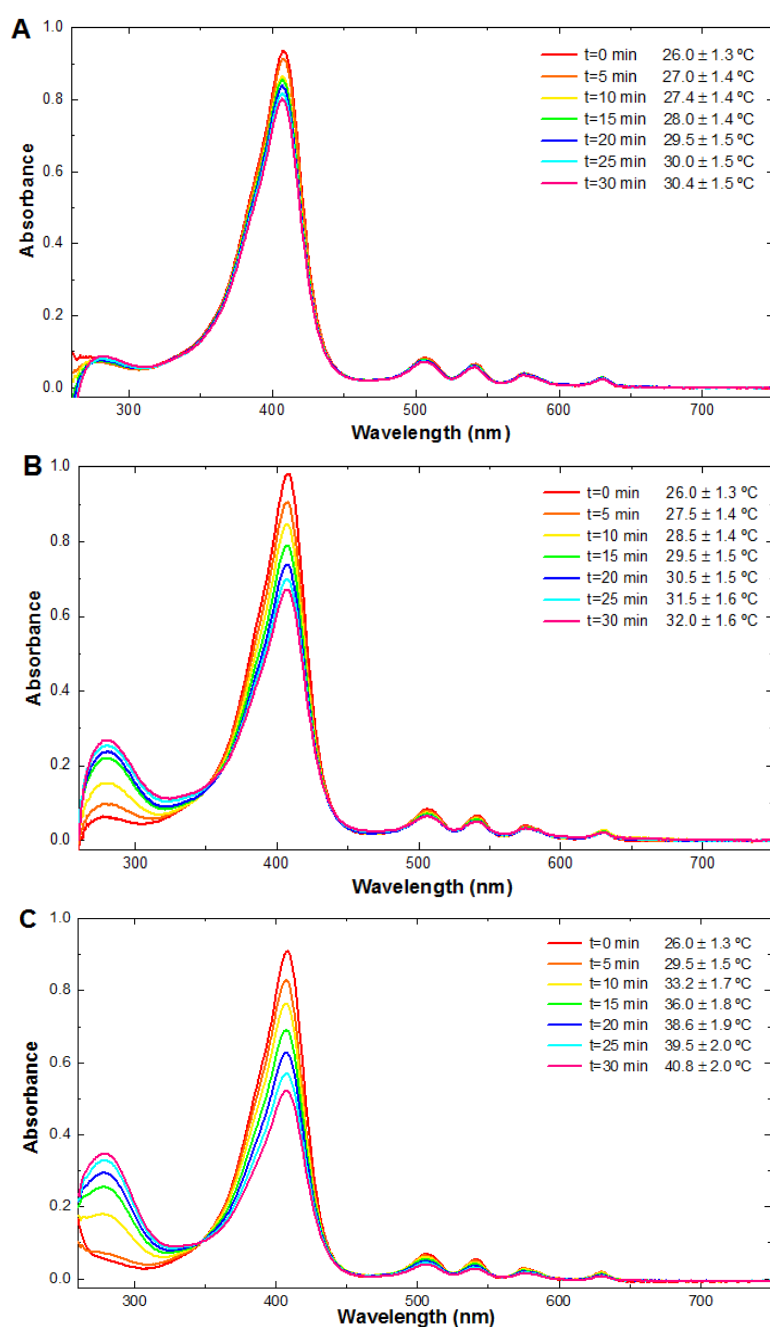 A
1.0
0.8
0.6
0.4
0.2
0.0
Absorbance
t=0 min 26.0 ± 1.3 ºC
t=5 min 27.0 ± 1.4 ºC
t=10 min 27.4 ± 1.4 ºC
t=15 min 28.0 ± 1.4 ºC
t=20 min 29.5 ± 1.5 ºC
t=25 min 30.0 ± 1.5 ºC
t=30 min 30.4 ± 1.5 ºC
300 400 500 600 700
Wavelength (nm)
B
1.0
0.8
0.6
0.4
0.2
0.0
Absorbance
t=0 min 26.0 ± 1.3 ºC
t=5 min 27.5 ± 1.4 ºC
t=10 min 28.5 ± 1.4 ºC
t=15 min 29.5 ± 1.5 ºC
t=20 min 30.5 ± 1.5 ºC
t=25 min 31.5 ± 1.6 ºC
t=30 min 32.0 ± 1.6 ºC
300 400 500 600 700
Wavelength (nm)
C
1.0
0.8
0.6
0.4
0.2
0.0
Absorbance
t=0 min 26.0 ± 1.3 ºC
t=5 min 29.5 ± 1.5 ºC
t=10 min 33.2 ± 1.7 ºC
t=15 min 36.0 ± 1.8 ºC
t=20 min 38.6 ± 1.9 ºC
t=25 min 39.5 ± 2.0 ºC
t=30 min 40.8 ± 2.0 ºC
300 400 500 600 700
Wavelength (nm)